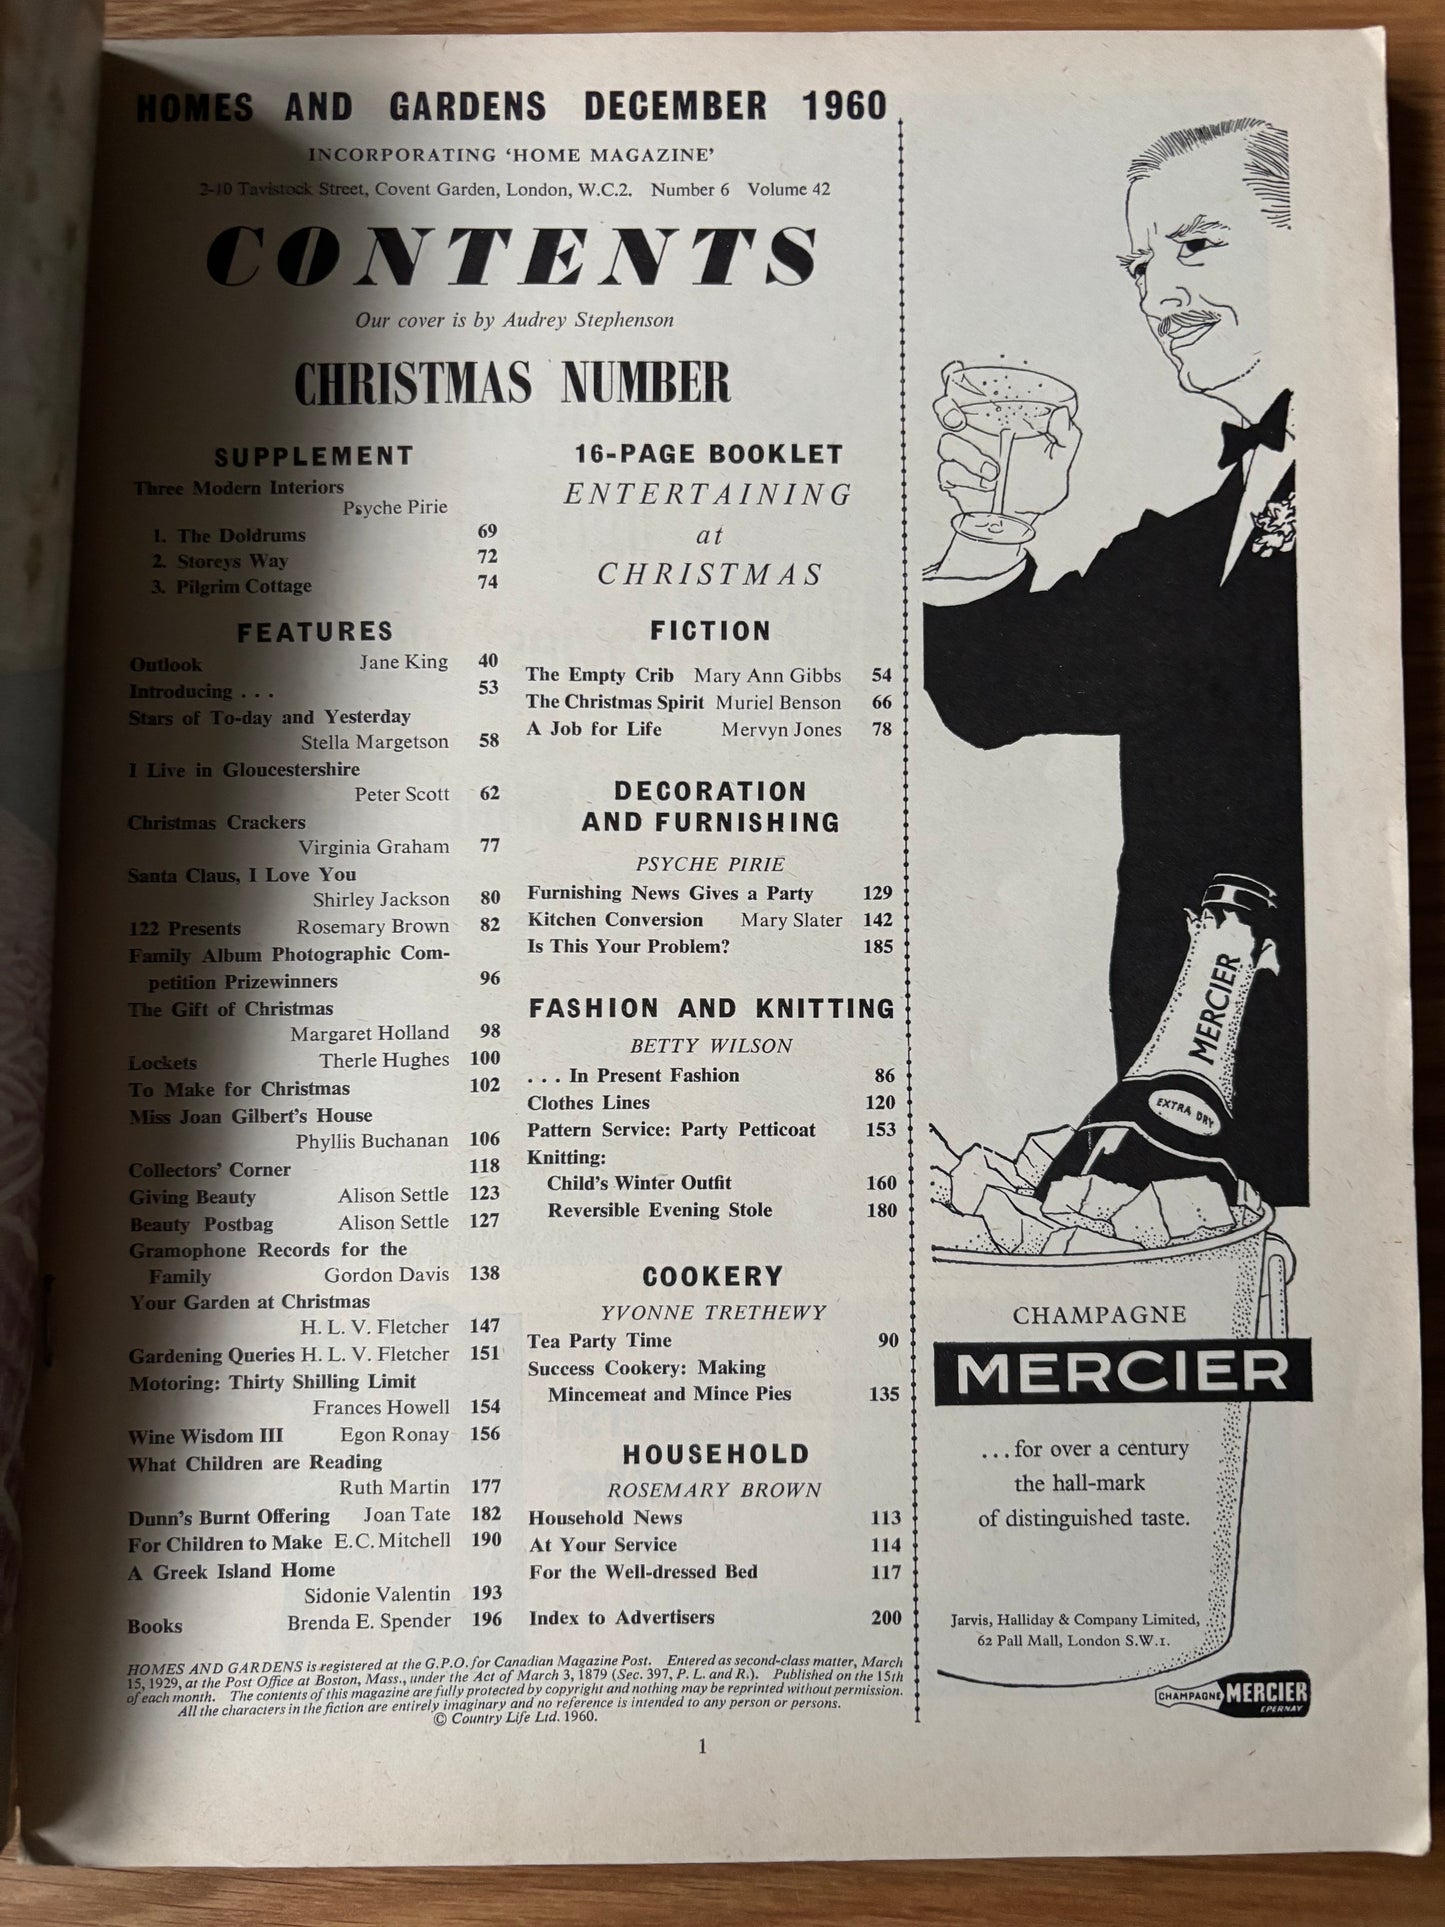 HOMES AND GARDENS DECEMBER 1960
INCORPORATING ‘HOME MAGAZINE’
2-10 Tavistock Street, Covent Garden, London, W.C.2. Number 6 Volume 42
CONTENTS
Our cover is by Audrey Stephenson
CHRISTMAS NUMBER
SUPPLEMENT
Three Modern Interiors
Psyche Pirie
1. The Doldrums 69
2. Storeys Way 72
3. Pilgrim Cottage 74
FEATURES
Outlook Jane King 40
Introducing . . . 53
Stars of To-day and Yesterday
Stella Margetson 58
I Live in Gloucestershire
Peter Scott 62
Christmas Crackers
Virginia Graham 77
Santa Claus, I Love You
Shirley Jackson 80
122 Presents Rosemary Brown 82
Family Album Photographic Com-
petition Prizewinners 96
The Gift of Christmas
Margaret Holland 98
Lockets Therle Hughes 100
To Make for Christmas 102
Miss Joan Gilbert’s House
Phyllis Buchanan 106
Collectors’ Corner 118
Giving Beauty Alison Settle 123
Beauty Postbag Alison Settle 127
Gramophone Records for the
Family Gordon Davis 138
Your Garden at Christmas
H. L. V. Fletcher 147
Gardening Queries H. L. V. Fletcher 151
Motoring: Thirty Shilling Limit
Frances Howell 154
Wine Wisdom III Egon Ronay 156
What Children are Reading
Ruth Martin 177
Dunn’s Burnt Offering Joan Tate 182
For Children to Make E. C. Mitchell 190
A Greek Island Home
Sidonie Valentin 193
Books Brenda E. Spender 196
16-PAGE BOOKLET
ENTERTAINING
at
CHRISTMAS
FICTION
The Empty Crib Mary Ann Gibbs 54
The Christmas Spirit Muriel Benson 66
A Job for Life Mervyn Jones 78
DECORATION
AND FURNISHING
PSYCHE PIRIE
Furnishing News Gives a Party 129
Kitchen Conversion Mary Slater 142
Is This Your Problem? 185
FASHION AND KNITTING
BETTY WILSON
. . . In Present Fashion 86
Clothes Lines 120
Pattern Service: Party Petticoat 153
Knitting:
Child’s Winter Outfit 160
Reversible Evening Stole 180
COOKERY
YVONNE TRETHEWY
Tea Party Time 90
Success Cookery: Making
Mincemeat and Mince Pies 135
HOUSEHOLD
ROSEMARY BROWN
Household News 113
At Your Service 114
For the Well-dressed Bed 117
Index to Advertisers 200
HOMES AND GARDENS is registered at the G.P.O. for Canadian Magazine Post. Entered as second-class matter, March
15, 1929, at the Post Office at Boston, Mass., under the Act of March 3, 1879 (Sec. 397, P. L. and R.). Published on the 15th
of each month. The contents of this magazine are fully protected by copyright and nothing may be reprinted without permission.
All the characters in the fiction are entirely imaginary and no reference is intended to any person or persons.
© Country Life Ltd. 1960.
1
MERCIER
EXTRA DRY
CHAMPAGNE
MERCIER
. . . for over a century
the hall-mark
of distinguished taste.
Jarvis, Halliday & Company Limited,
62 Pall Mall, London S.W.1.
CHAMPAGNE MERCIER
EPERNAY